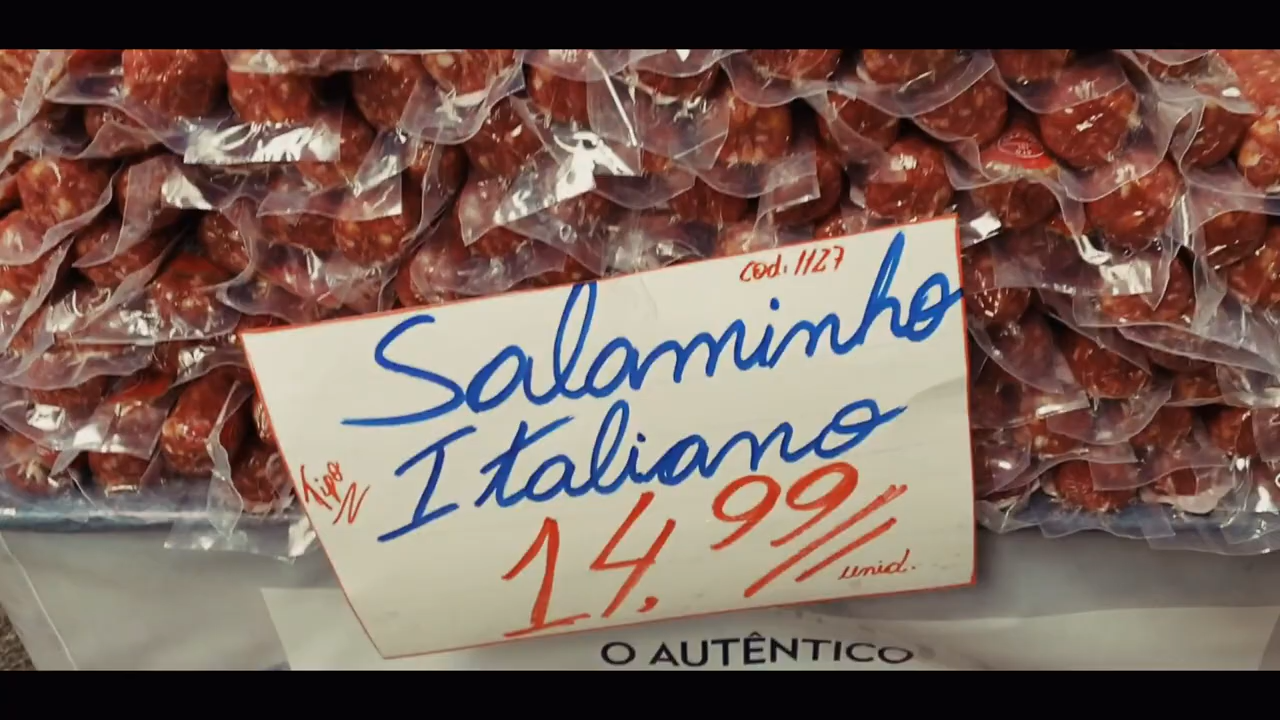 cod. 1127
Salaminho
Italiano
Tipo
14,99
unid.
O AUTÊNTICO